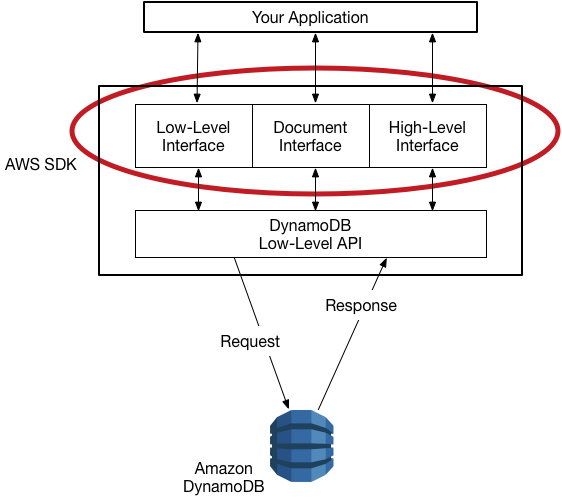 Your Application
Low-Level
Interface
Document
Interface
High-Level
Interface
AWS SDK
DynamoDB
Low-Level API
Response
Request
Amazon
DynamoDB